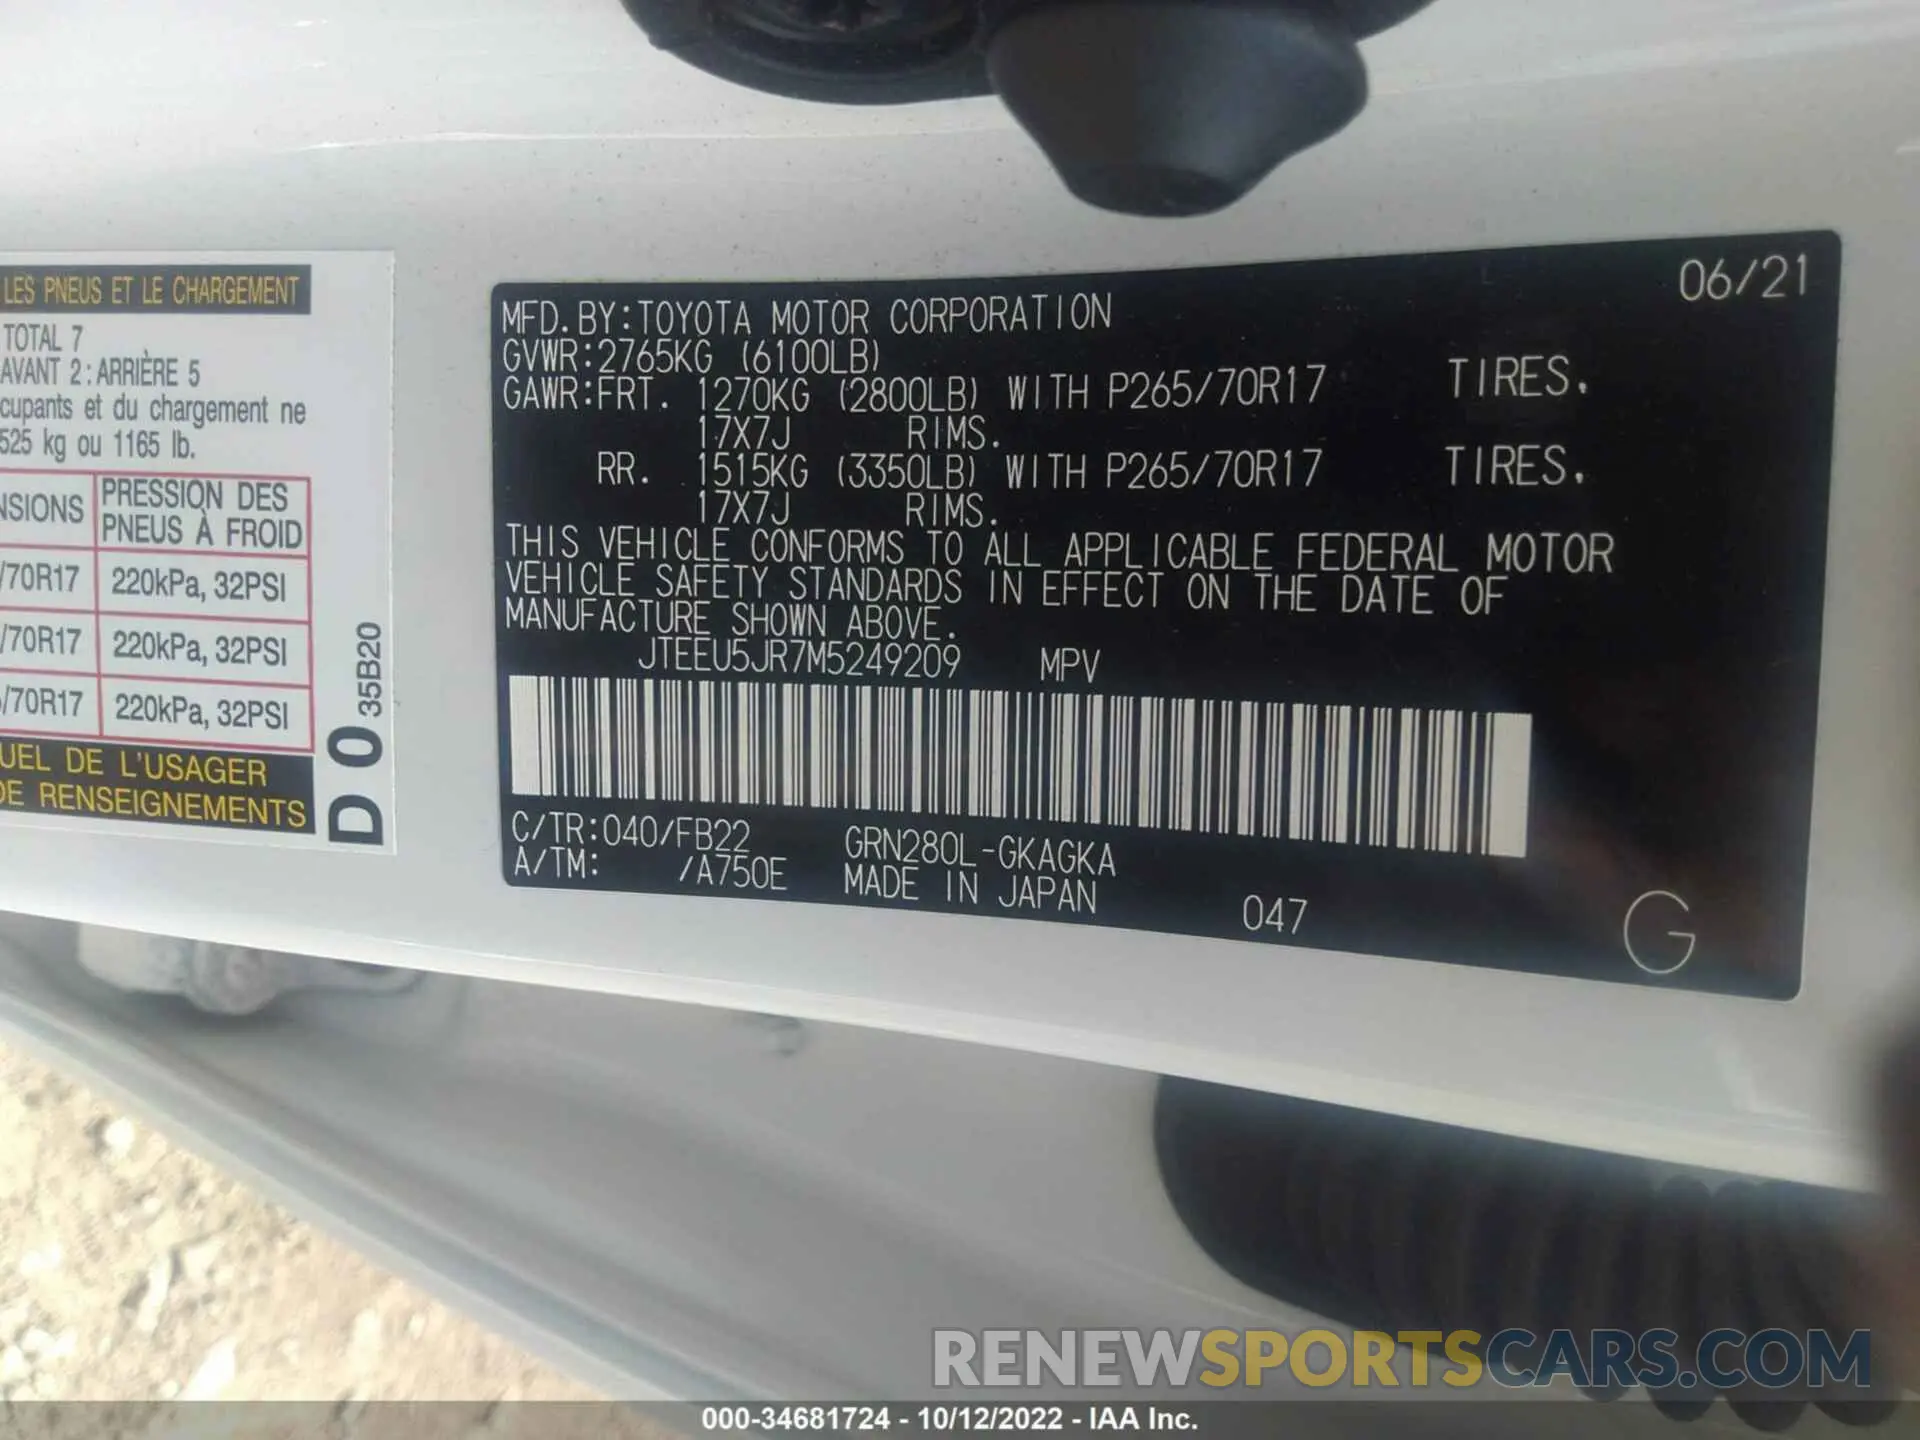 LES PNEUS ET LE CHARGEMENT
TOTAL 7
AVANT 2 : ARRIÈRE 5
cupants et du chargement ne
525 kg ou 1165 lb.
NSIONS
PRESSION DES
PNEUS À FROID
/70R17
220kPa, 32PSI
/70R17
220kPa, 32PSI
/70R17
220kPa, 32PSI
UEL DE L'USAGER
DE RENSEIGNEMENTS
D 0 35B20
06/21
MFD. BY:TOYOTA MOTOR CORPORATION
GVWR:2765KG (6100LB)
GAWR:FRT. 1270KG (2800LB) WITH P265/70R17 TIRES.
17X7J RIMS.
RR. 1515KG (3350LB) WITH P265/70R17 TIRES.
17X7J RIMS.
THIS VEHICLE CONFORMS TO ALL APPLICABLE FEDERAL MOTOR
VEHICLE SAFETY STANDARDS IN EFFECT ON THE DATE OF
MANUFACTURE SHOWN ABOVE.
JTEEU5JR7M5249209 MPV
C/TR:040/FB22 GRN280L-GKAGKA
A/TM: /A750E MADE IN JAPAN 047
G
RENEWSPORTSCARS.COM
000-34681724 - 10/12/2022 - IAA Inc.